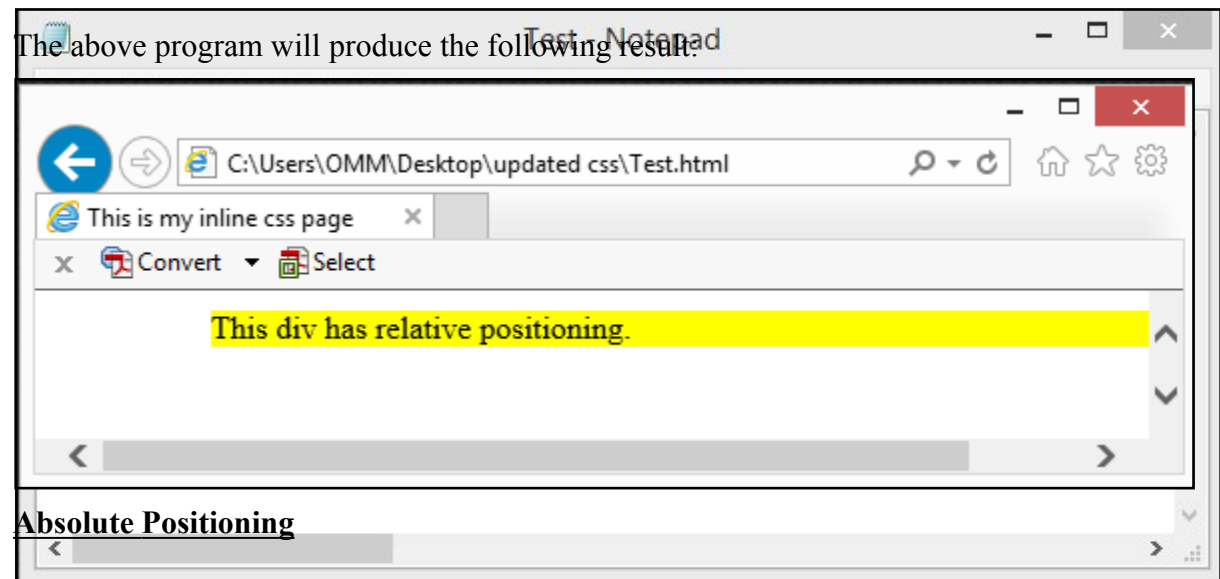 Test - Notepad
The above program will produce the following result:
C:\Users\OMM\Desktop\updated css\Test.html
This is my inline css page
Convert Select
This div has relative positioning.
Absolute Positioning